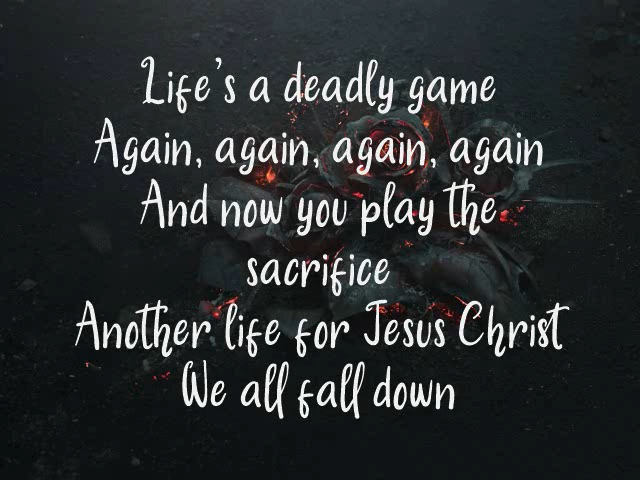 Life's a deadly game
Again, again, again, again
And now you play the
sacrifice
Another life for Jesus Christ
We all fall down